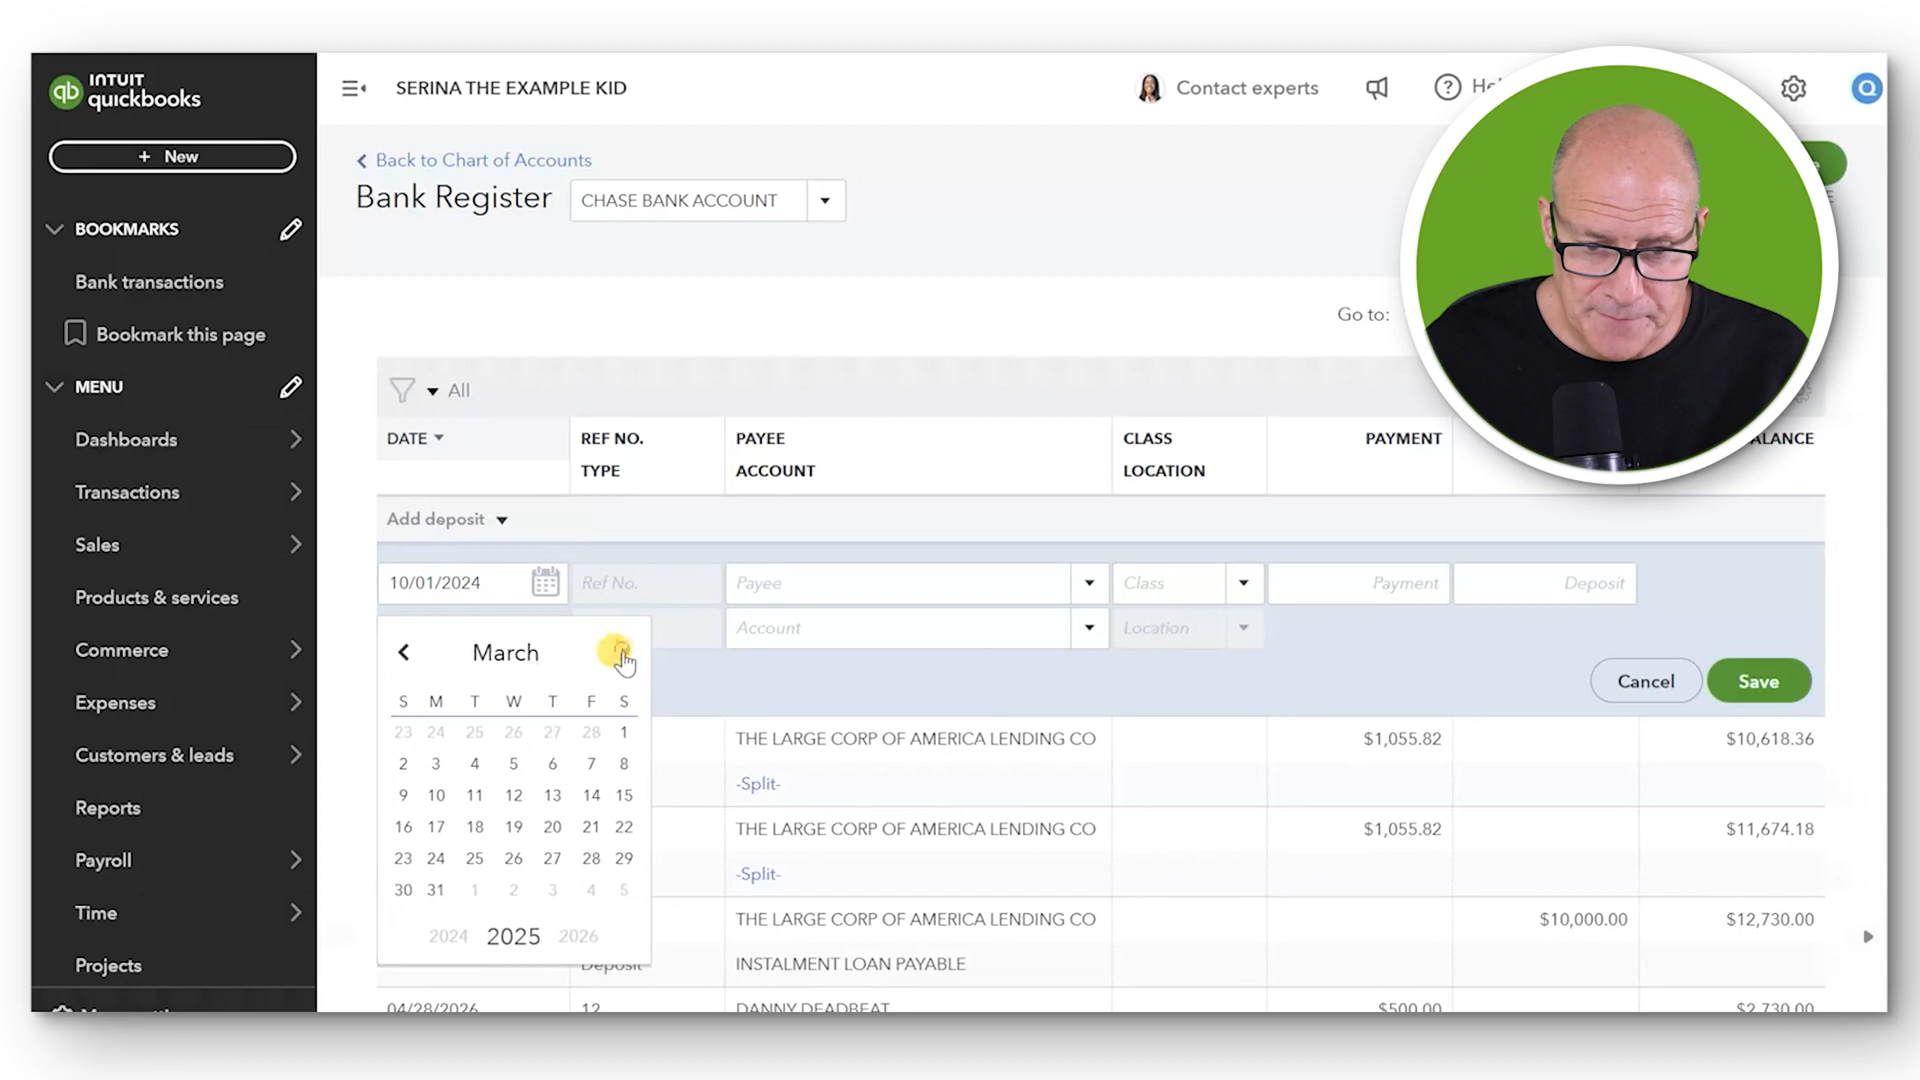 INTUIT
qb quickbooks
SERINA THE EXAMPLE KID
Contact experts
+ New
Back to Chart of Accounts
Bank Register
CHASE BANK ACCOUNT
BOOKMARKS
Bank transactions
Bookmark this page
Go to:
MENU
All
Dashboards
Transactions
Sales
Products & services
Commerce
Expenses
Customers & leads
Reports
Payroll
Time
Projects
DATE
REF NO.
PAYEE
CLASS
PAYMENT
ALANCE
TYPE
ACCOUNT
LOCATION
Add deposit
10/01/2024
Ref No.
Payee
Class
Payment
Deposit
Account
Location
March
Cancel
Save
S M T W T F S
23 24 25 26 27 28 1
2 3 4 5 6 7 8
9 10 11 12 13 14 15
16 17 18 19 20 21 22
23 24 25 26 27 28 29
30 31 1 2 3 4 5
2024 2025 2026
THE LARGE CORP OF AMERICA LENDING CO
$1,055.82
$10,618.36
-Split-
THE LARGE CORP OF AMERICA LENDING CO
$1,055.82
$11,674.18
-Split-
THE LARGE CORP OF AMERICA LENDING CO
$10,000.00
$12,730.00
Deposit
INSTALMENT LOAN PAYABLE
04/28/2026
12
DANNY DEADBEAT
$500.00
$2,730.00